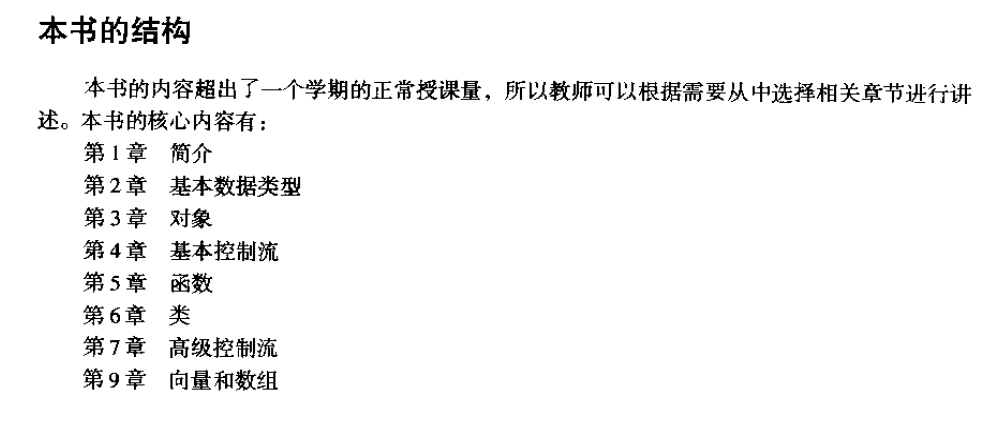 本书的结构
本书的内容超出了一个学期的正常授课量，所以教师可以根据需要从中选择相关章节进行讲
述。本书的核心内容有：
第1章 简介
第2章 基本数据类型
第3章 对象
第4章 基本控制流
第5章 函数
第6章 类
第7章 高级控制流
第9章 向量和数组